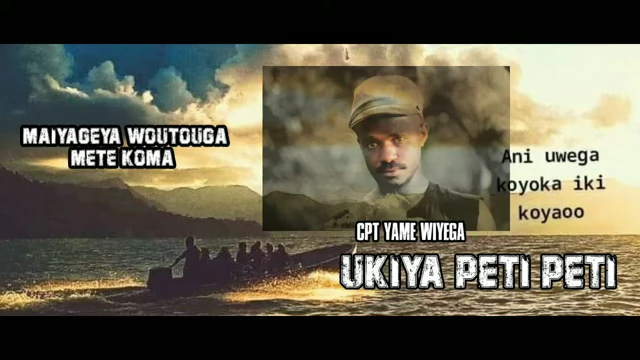 MAIYAGEYA WOUTOUGA
METE KOMA
Ani uwega
koyoka iki
koyaoo
CPT YAME WIYEGA
UKIYA PETI PETI